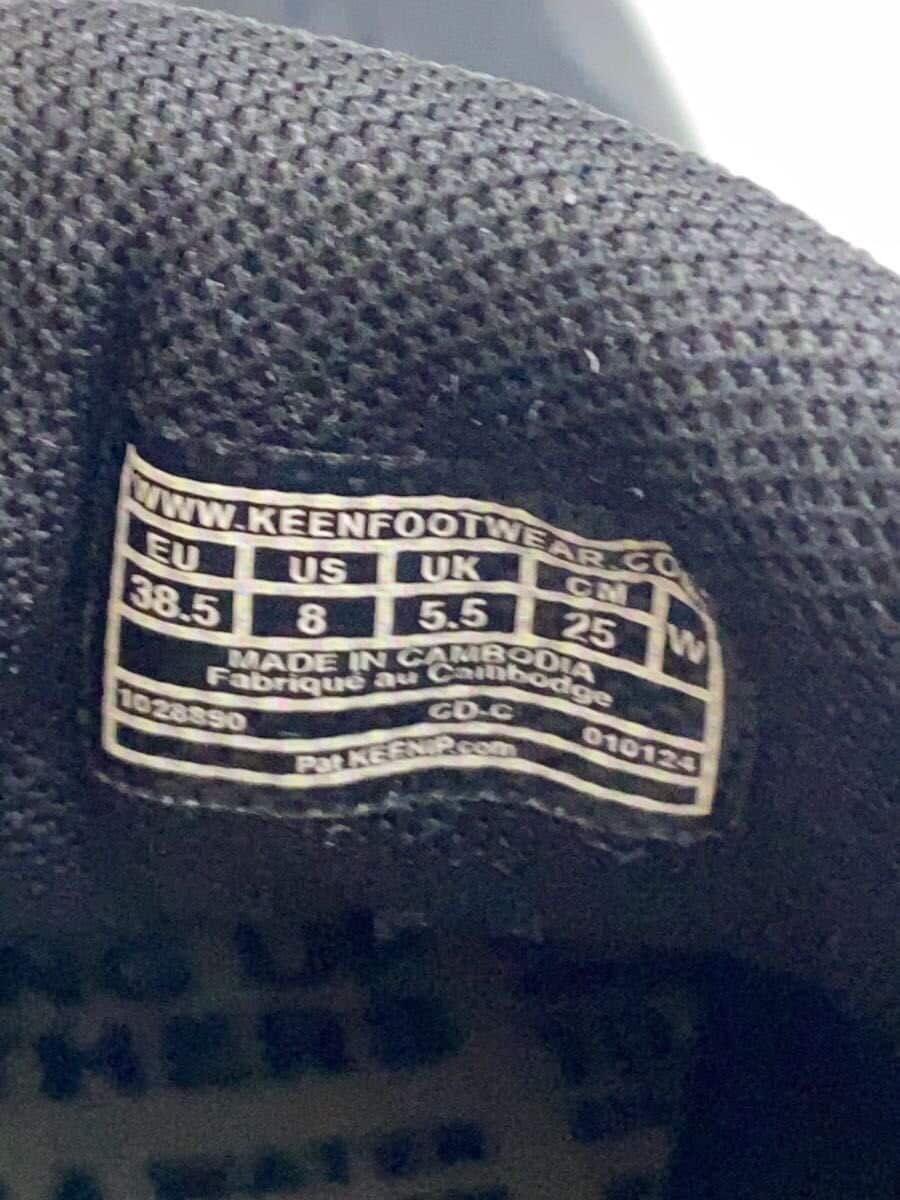 WWW.KEENFOOTWEAR.CO
EU US UK CM
38.5 8 5.5 25 W
MADE IN CAMBODIA
Fabriqué au Cambodge
1028890 CD-C 010124
Pat KEENIP.com